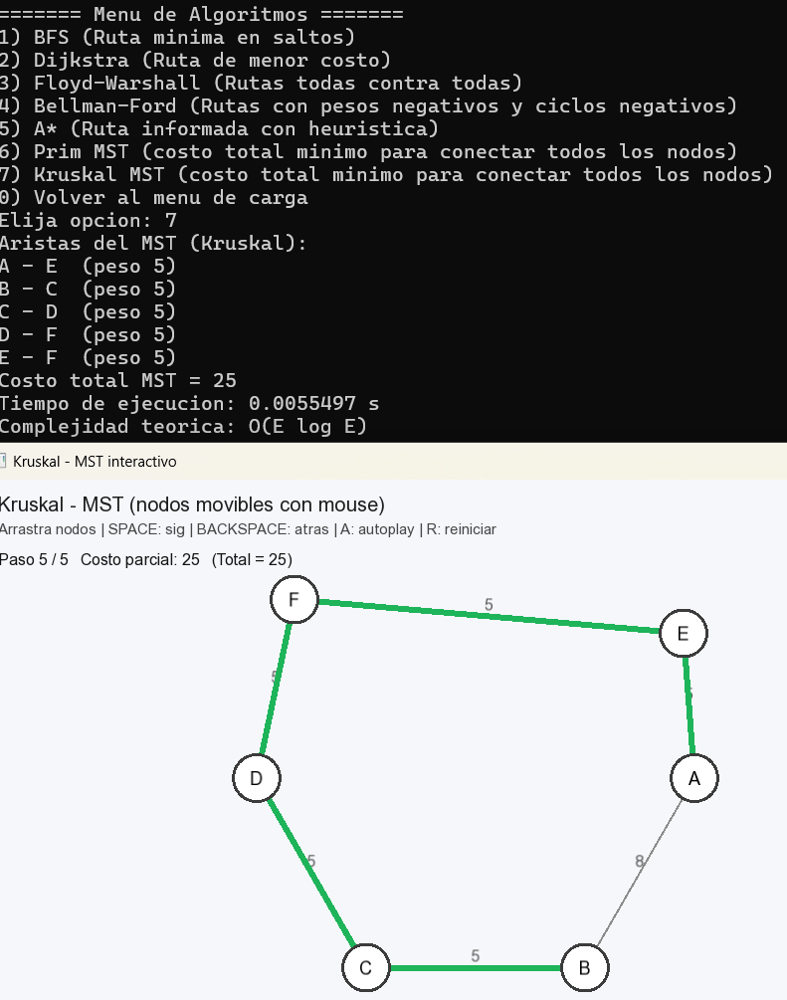 ======= Menu de Algoritmos =======
1) BFS (Ruta minima en saltos)
2) Dijkstra (Ruta de menor costo)
3) Floyd-Warshall (Rutas todas contra todas)
4) Bellman-Ford (Rutas con pesos negativos y ciclos negativos)
5) A* (Ruta informada con heuristica)
6) Prim MST (costo total minimo para conectar todos los nodos)
7) Kruskal MST (costo total minimo para conectar todos los nodos)
0) Volver al menu de carga
Elija opcion: 7
Aristas del MST (Kruskal):
A - E  (peso 5)
B - C  (peso 5)
C - D  (peso 5)
D - F  (peso 5)
E - F  (peso 5)
Costo total MST = 25
Tiempo de ejecucion: 0.0055497 s
Complejidad teorica: O(E log E)
Kruskal - MST interactivo
Kruskal - MST (nodos movibles con mouse)
Arrastra nodos | SPACE: sig | BACKSPACE: atras | A: autoplay | R: reiniciar
Paso 5 / 5   Costo parcial: 25   (Total = 25)
F
5
E
5
D
A
5
8
C
5
B